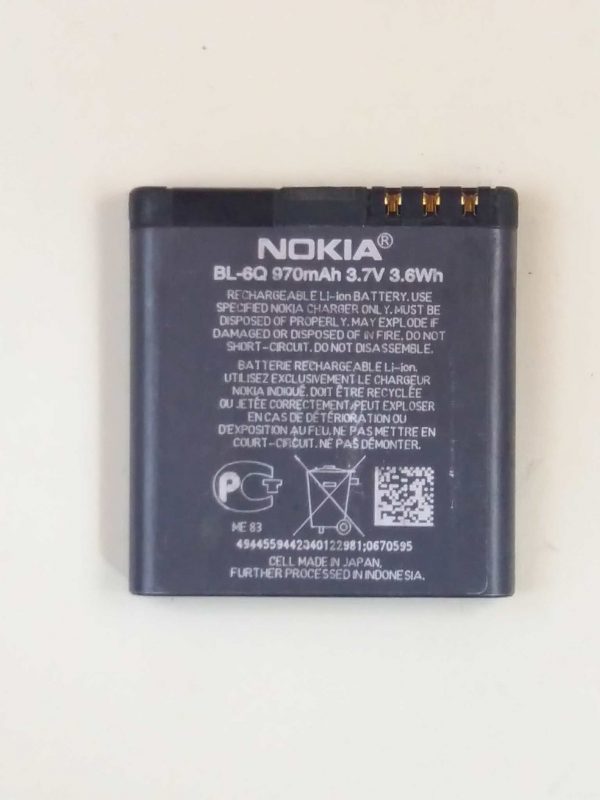 NOKIA®
BL-6Q 970mAh 3.7V 3.6Wh
RECHARGEABLE Li-ion BATTERY. USE
SPECIFIED NOKIA CHARGER ONLY. MUST BE
DISPOSED OF PROPERLY. MAY EXPLODE IF
DAMAGED OR DISPOSED OF IN FIRE. DO NOT
SHORT-CIRCUIT. DO NOT DISASSEMBLE.
BATTERIE RECHARGEABLE Li-ion.
UTILISEZ EXCLUSIVEMENT LE CHARGEUR
NOKIA INDIQUÉ. DOIT ÊTRE RECYCLÉE
OU JETÉE CORRECTEMENT. PEUT EXPLOSER
EN CAS DE DÉTÉRIORATION OU
D'EXPOSITION AU FEU. NE PAS METTRE EN
COURT-CIRCUIT. NE PAS DÉMONTER.
PCT
ME 83
4944559442340122981;0670595
CELL MADE IN JAPAN,
FURTHER PROCESSED IN INDONESIA.